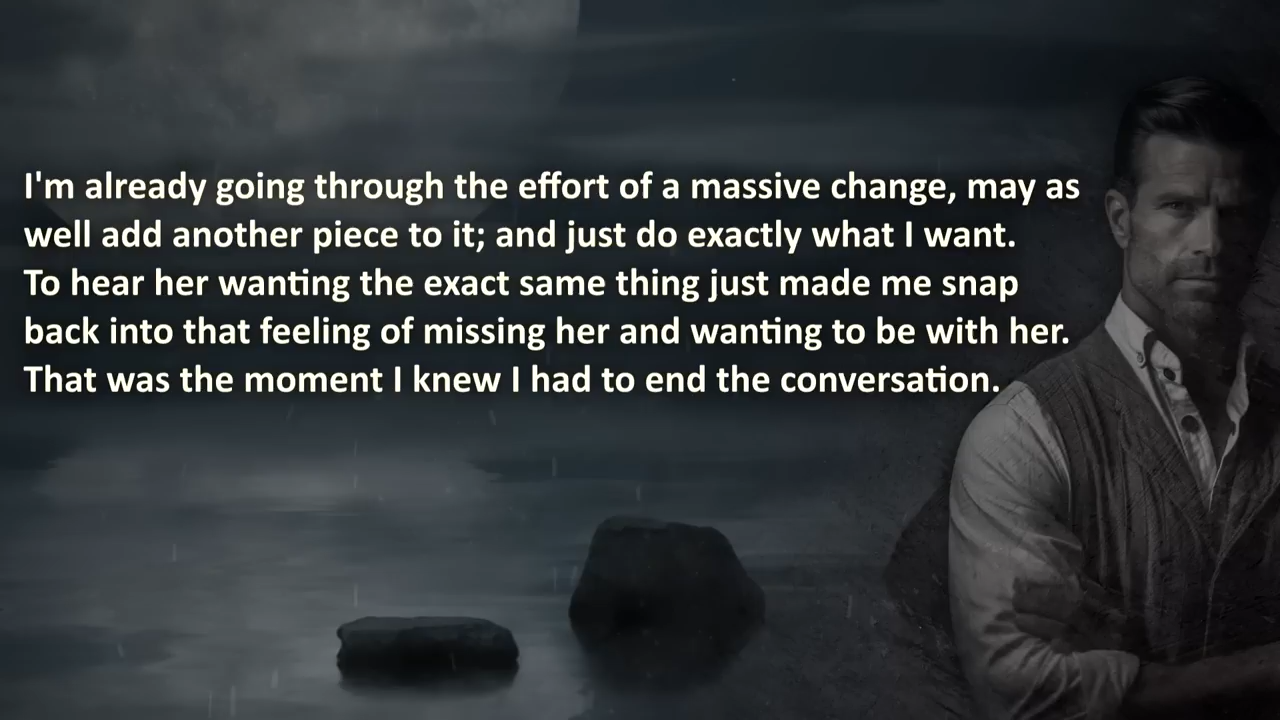 I'm already going through the effort of a massive change, may as
well add another piece to it; and just do exactly what I want.
To hear her wanting the exact same thing just made me snap
back into that feeling of missing her and wanting to be with her.
That was the moment I knew I had to end the conversation.